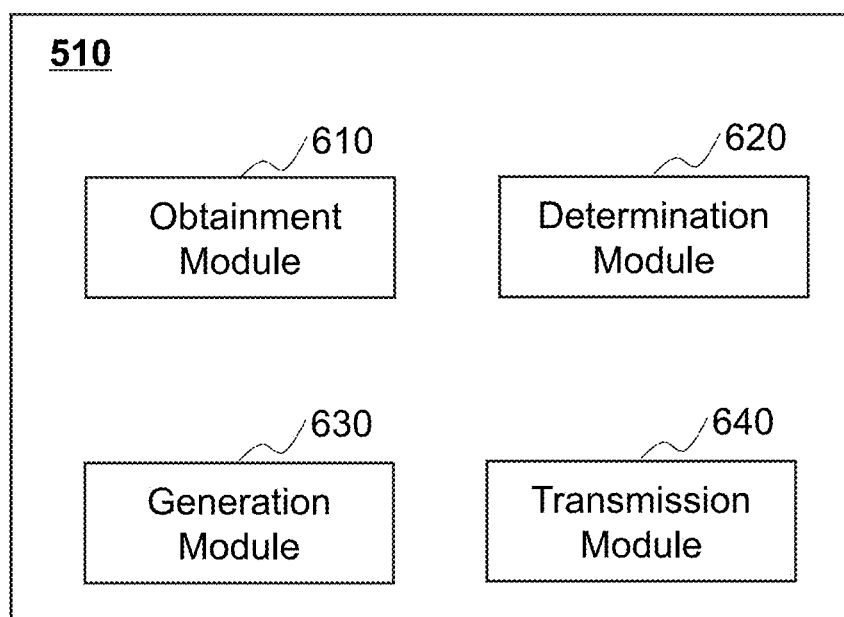 510
610
620
Obtainment
Module
Determination
Module
630
640
Generation
Module
Transmission
Module